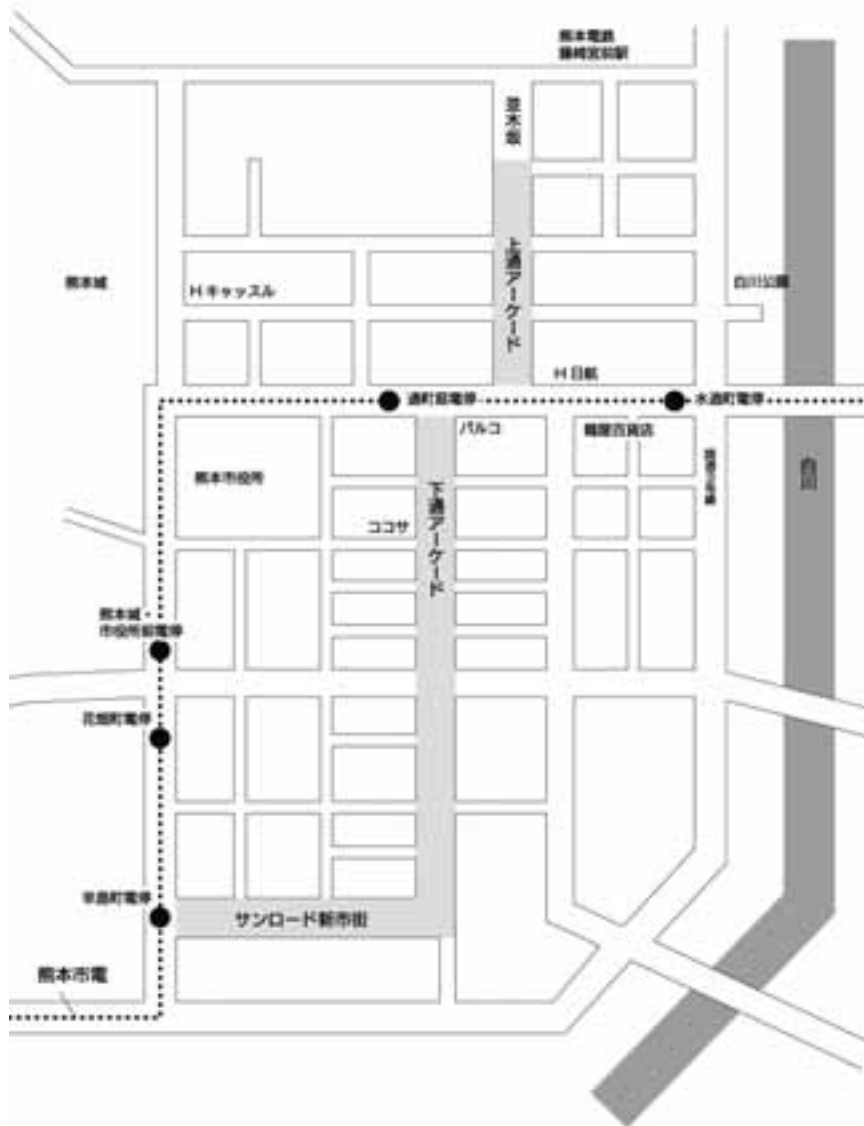 熊本電鉄
藤崎宮前駅
並木坂
上通アーケード
熊本城
H キャッスル
白川公園
H 日航
通町筋電停
水道町電停
パルコ
鶴屋百貨店
熊本市役所
ココサ
下通アーケード
白川
熊本城・
市役所前電停
花畑町電停
辛島町電停
サンロード新市街
熊本市電